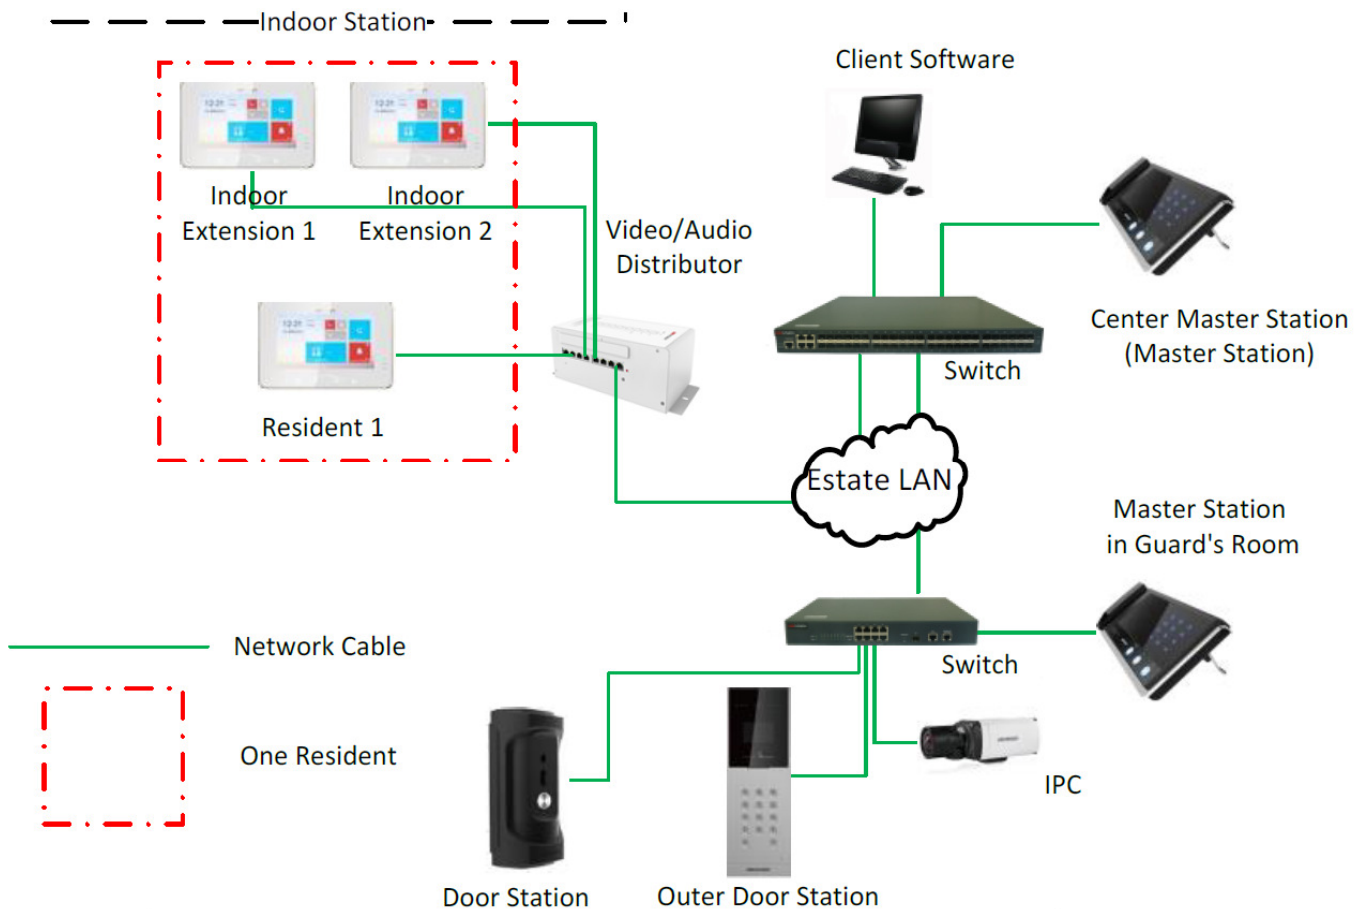 Indoor Station
Client Software
Indoor
Extension 1
Indoor
Extension 2
Video/Audio
Distributor
Resident 1
Center Master Station
(Master Station)
Switch
Estate LAN
Master Station
in Guard's Room
Switch
Network Cable
One Resident
IPC
Door Station
Outer Door Station